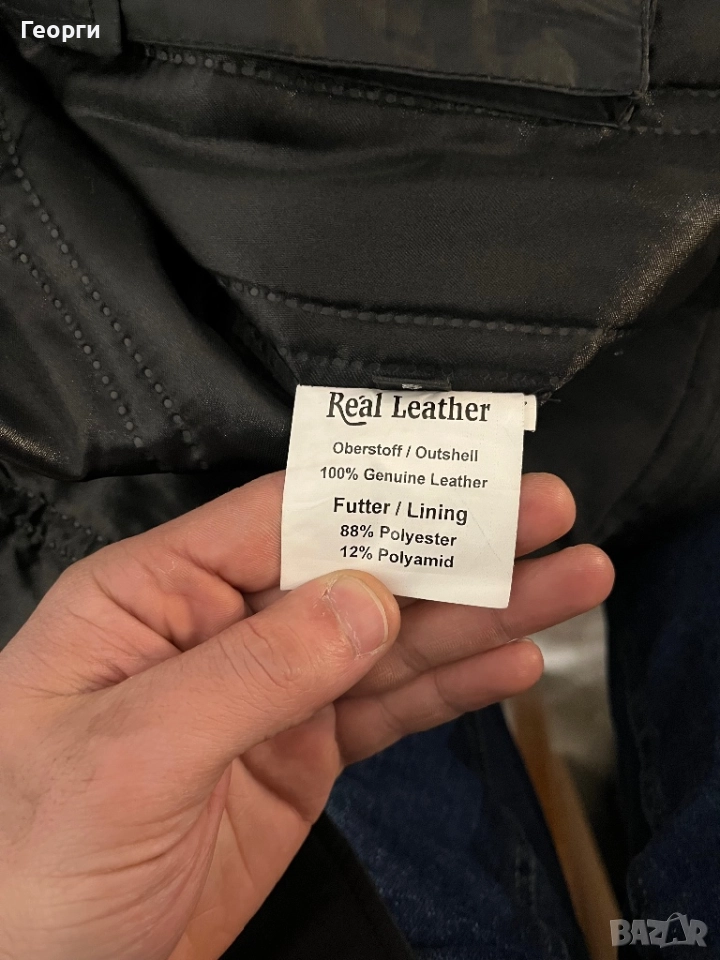 Георги
Real Leather
Oberstoff / Outshell
100% Genuine Leather
Futter / Lining
88% Polyester
12% Polyamid
BAZAR